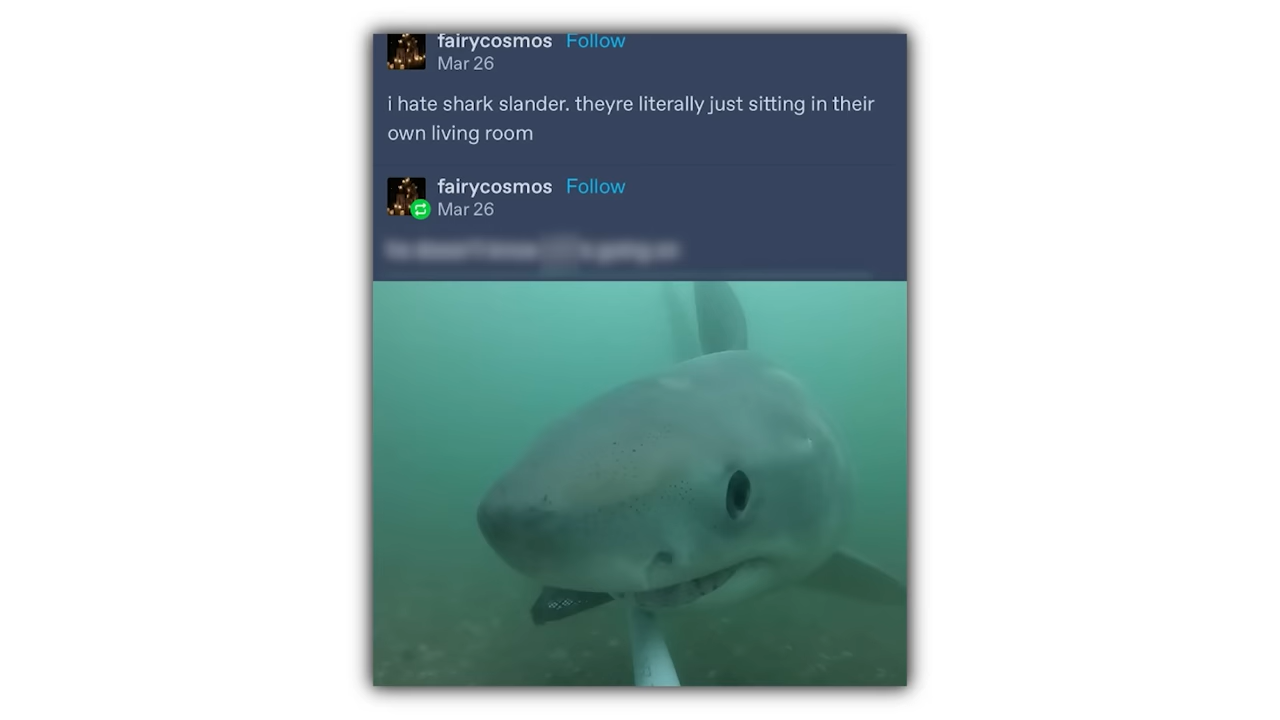 fairycosmos Follow
Mar 26
i hate shark slander. theyre literally just sitting in their
own living room
fairycosmos Follow
Mar 26